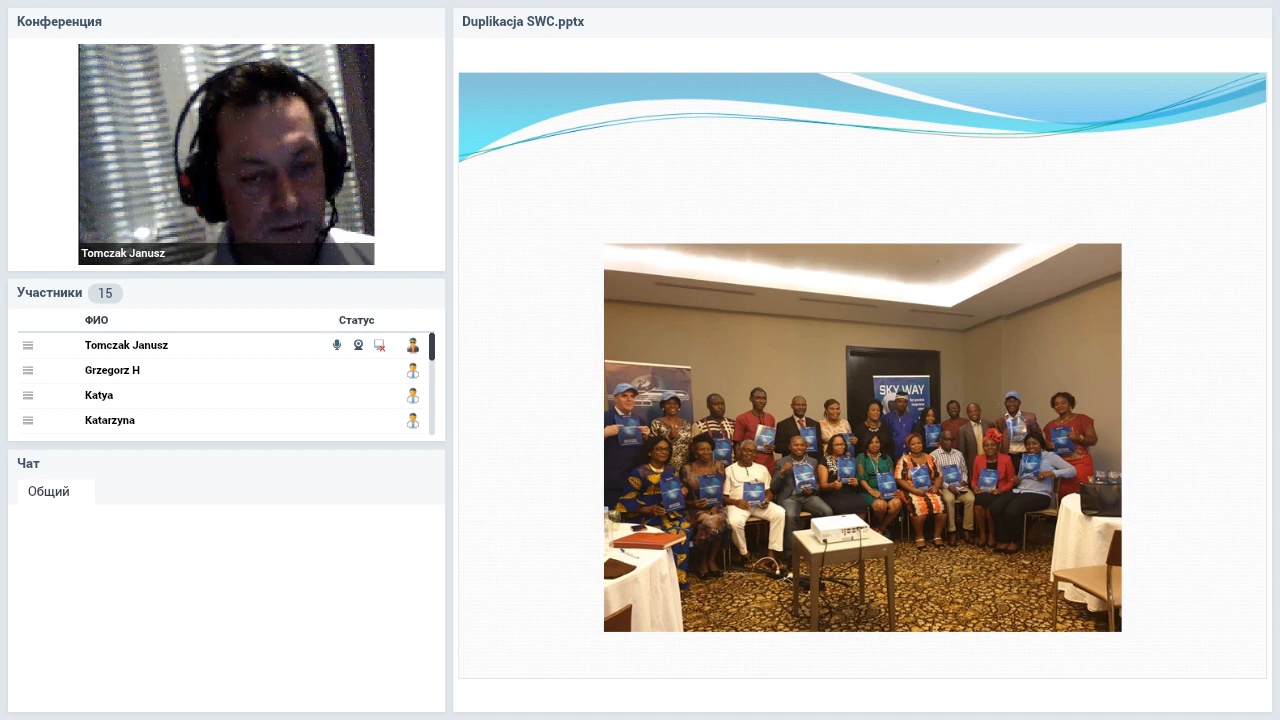 Конференция
Tomczak Janusz
Участники 15
ФИО Статус
Tomczak Janusz
Grzegorz H
Katya
Katarzyna
Чат
Общий
Duplikacja SWC.pptx
SKY WAY